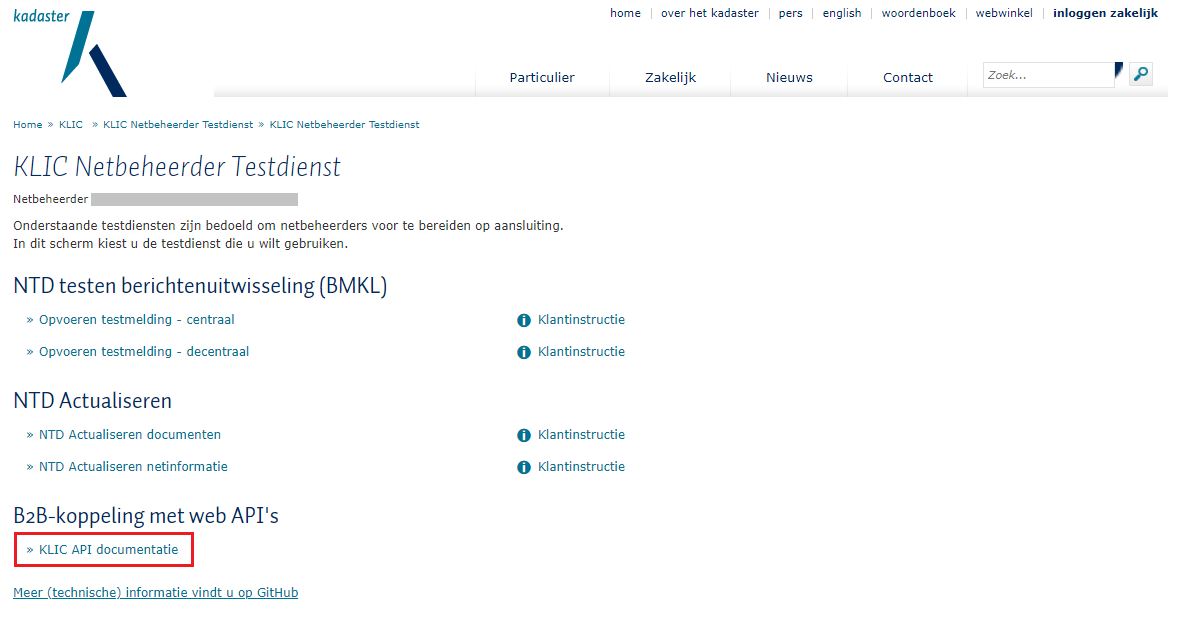 kadaster
home over het kadaster pers english woordenboek webwinkel inloggen zakelijk
Particulier Zakelijk Nieuws Contact Zoek...
Home » KLIC » KLIC Netbeheerder Testdienst » KLIC Netbeheerder Testdienst
KLIC Netbeheerder Testdienst
Netbeheerder
Onderstaande testdiensten zijn bedoeld om netbeheerders voor te bereiden op aansluiting.
In dit scherm kiest u de testdienst die u wilt gebruiken.
NTD testen berichtenuitwisseling (BMKL)
» Opvoeren testmelding - centraal i Klantinstructie
» Opvoeren testmelding - decentraal i Klantinstructie
NTD Actualiseren
» NTD Actualiseren documenten i Klantinstructie
» NTD Actualiseren netinformatie i Klantinstructie
B2B-koppeling met web API's
» KLIC API documentatie
Meer (technische) informatie vindt u op GitHub